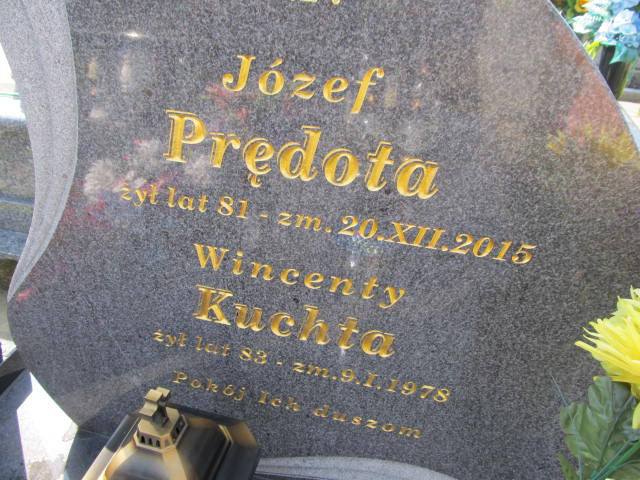 Józef
Prędota
żył lat 81 - zm. 20.XII.2015
Wincenty
Kuchta
żył lat 83 - zm.9.I.1978
Pokój Ich duszom